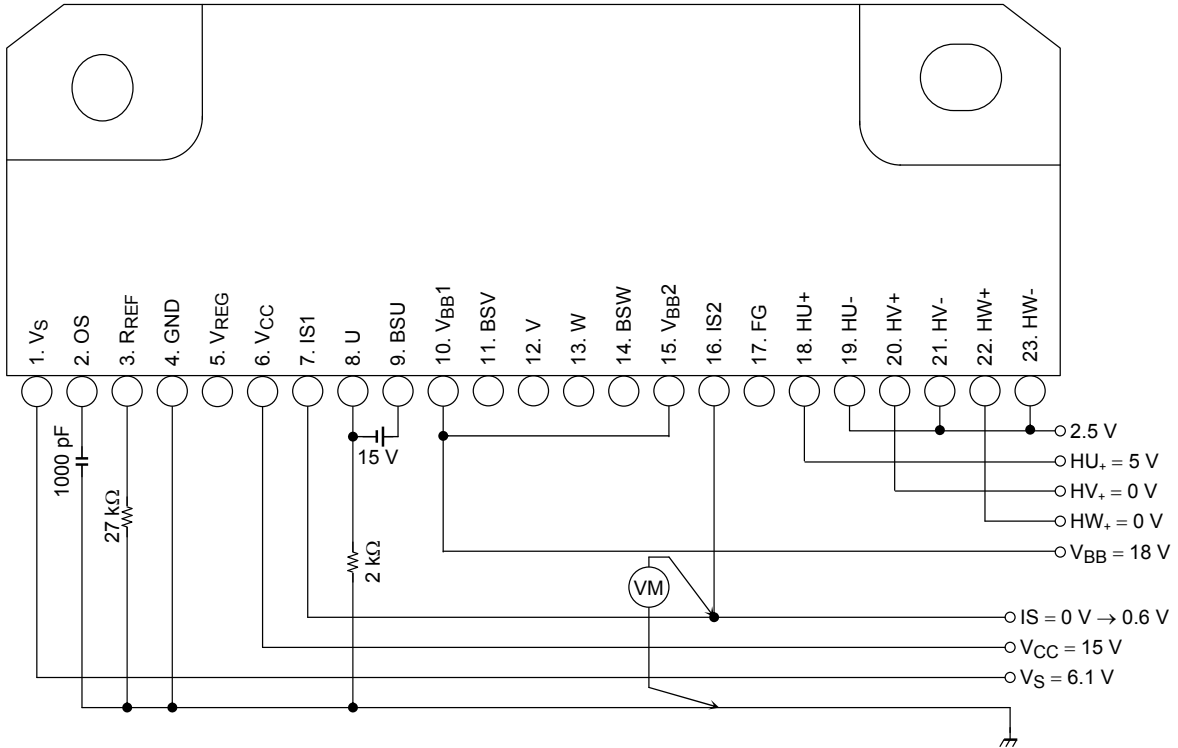 1. VS
2. OS
3. RREF
4. GND
5. VREG
6. VCC
7. IS1
8. U
9. BSU
10. VBB1
11. BSV
12. V
13. W
14. BSW
15. VBB2
16. IS2
17. FG
18. HU+
19. HU-
20. HV+
21. HV-
22. HW+
23. HW-
1000 pF
27 kΩ
15 V
2 kΩ
VM
2.5 V
HU+ = 5 V
HV+ = 0 V
HW+ = 0 V
VBB = 18 V
IS = 0 V → 0.6 V
VCC = 15 V
VS = 6.1 V